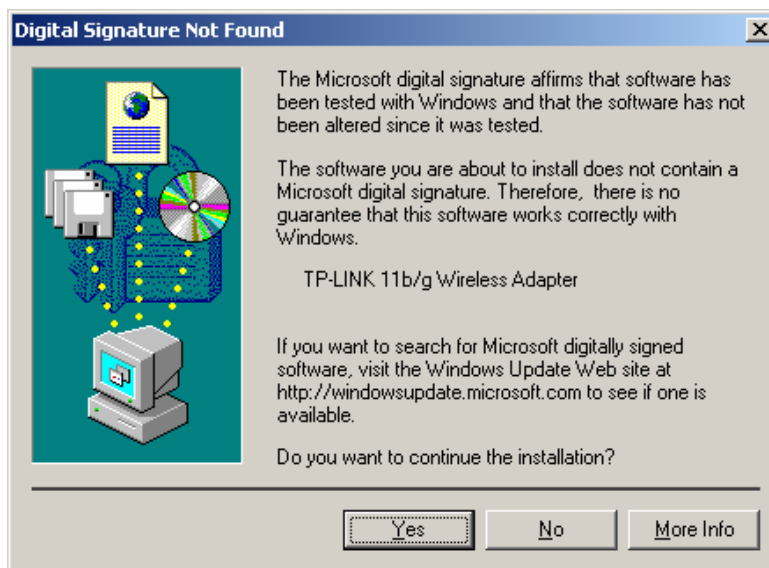 Digital Signature Not Found
The Microsoft digital signature affirms that software has
been tested with Windows and that the software has not
been altered since it was tested.
The software you are about to install does not contain a
Microsoft digital signature. Therefore,  there is no
guarantee that this software works correctly with
Windows.
TP-LINK 11b/g Wireless Adapter
If you want to search for Microsoft digitally signed
software, visit the Windows Update Web site at
http://windowsupdate.microsoft.com to see if one is
available.
Do you want to continue the installation?
Yes
No
More Info